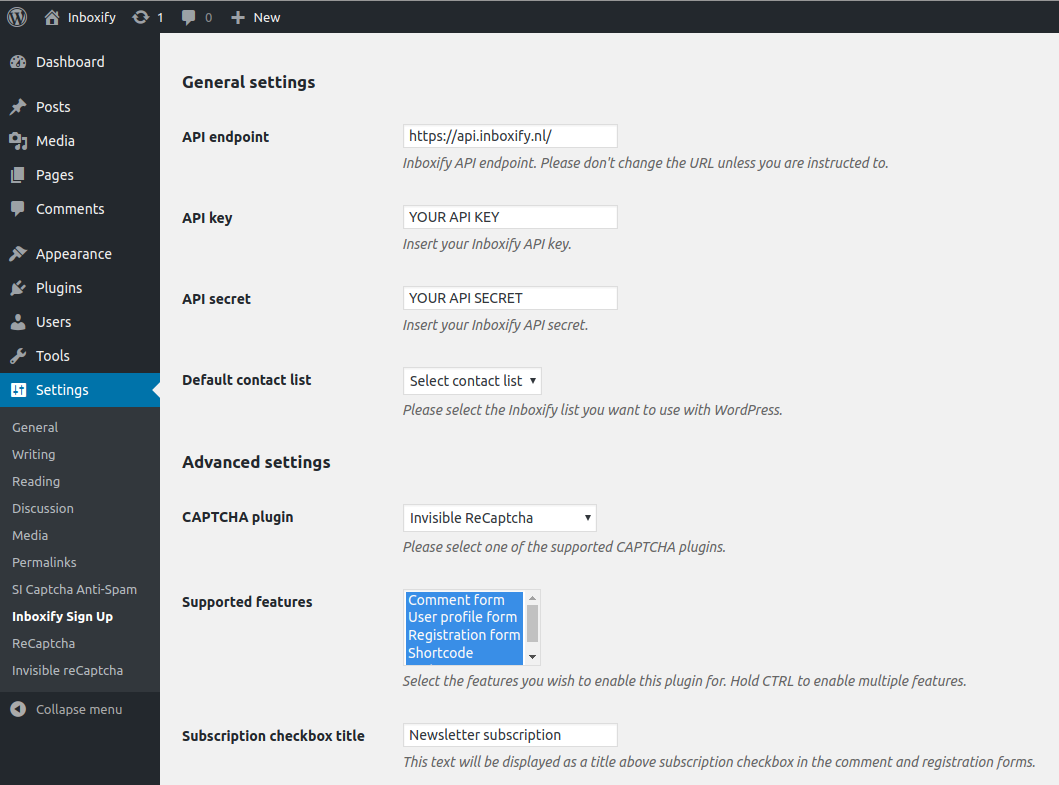 Inboxify 1 0 New
Dashboard
Posts
Media
Pages
Comments
Appearance
Plugins
Users
Tools
Settings
General
Writing
Reading
Discussion
Media
Permalinks
SI Captcha Anti-Spam
Inboxify Sign Up
ReCaptcha
Invisible reCaptcha
Collapse menu
General settings
API endpoint
https://api.inboxify.nl/
Inboxify API endpoint. Please don't change the URL unless you are instructed to.
API key
YOUR API KEY
Insert your Inboxify API key.
API secret
YOUR API SECRET
Insert your Inboxify API secret.
Default contact list
Select contact list
Please select the Inboxify list you want to use with WordPress.
Advanced settings
CAPTCHA plugin
Invisible ReCaptcha
Please select one of the supported CAPTCHA plugins.
Supported features
Comment form
User profile form
Registration form
Shortcode
Select the features you wish to enable this plugin for. Hold CTRL to enable multiple features.
Subscription checkbox title
Newsletter subscription
This text will be displayed as a title above subscription checkbox in the comment and registration forms.